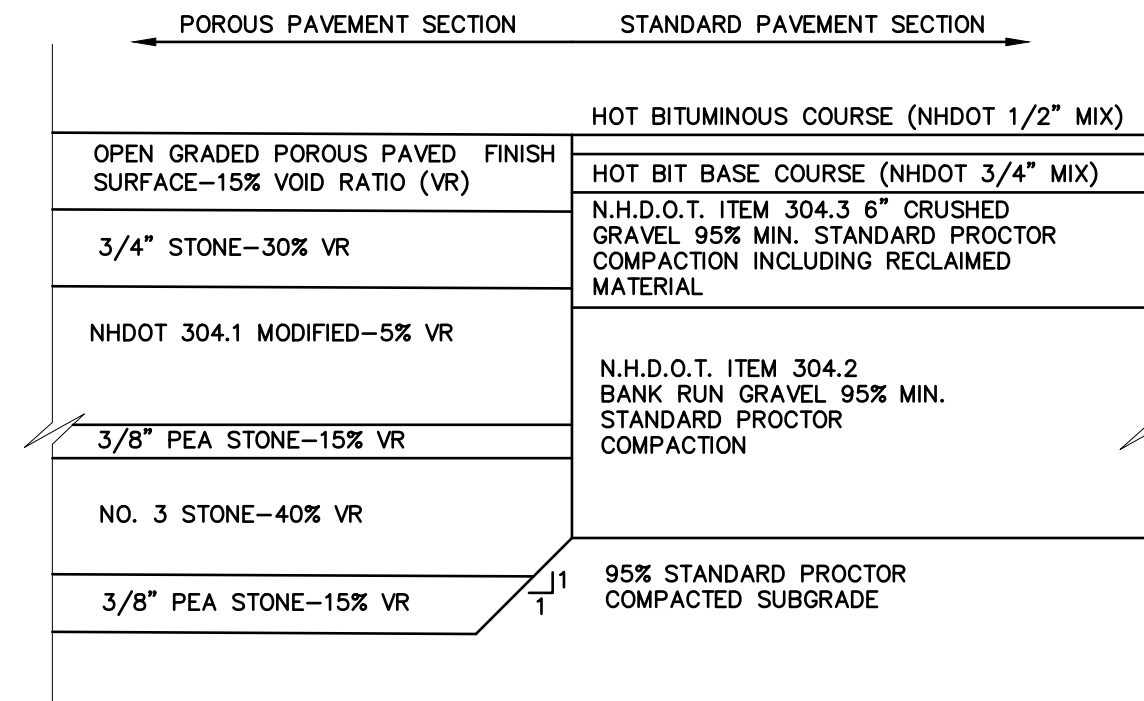 POROUS PAVEMENT SECTION
STANDARD PAVEMENT SECTION
OPEN GRADED POROUS PAVED FINISH
SURFACE–15% VOID RATIO (VR)
3/4” STONE–30% VR
NHDOT 304.1 MODIFIED–5% VR
3/8” PEA STONE–15% VR
NO. 3 STONE–40% VR
3/8” PEA STONE–15% VR
1
1
HOT BITUMINOUS COURSE (NHDOT 1/2” MIX)
HOT BIT BASE COURSE (NHDOT 3/4” MIX)
N.H.D.O.T. ITEM 304.3 6” CRUSHED
GRAVEL 95% MIN. STANDARD PROCTOR
COMPACTION INCLUDING RECLAIMED
MATERIAL
N.H.D.O.T. ITEM 304.2
BANK RUN GRAVEL 95% MIN.
STANDARD PROCTOR
COMPACTION
95% STANDARD PROCTOR
COMPACTED SUBGRADE